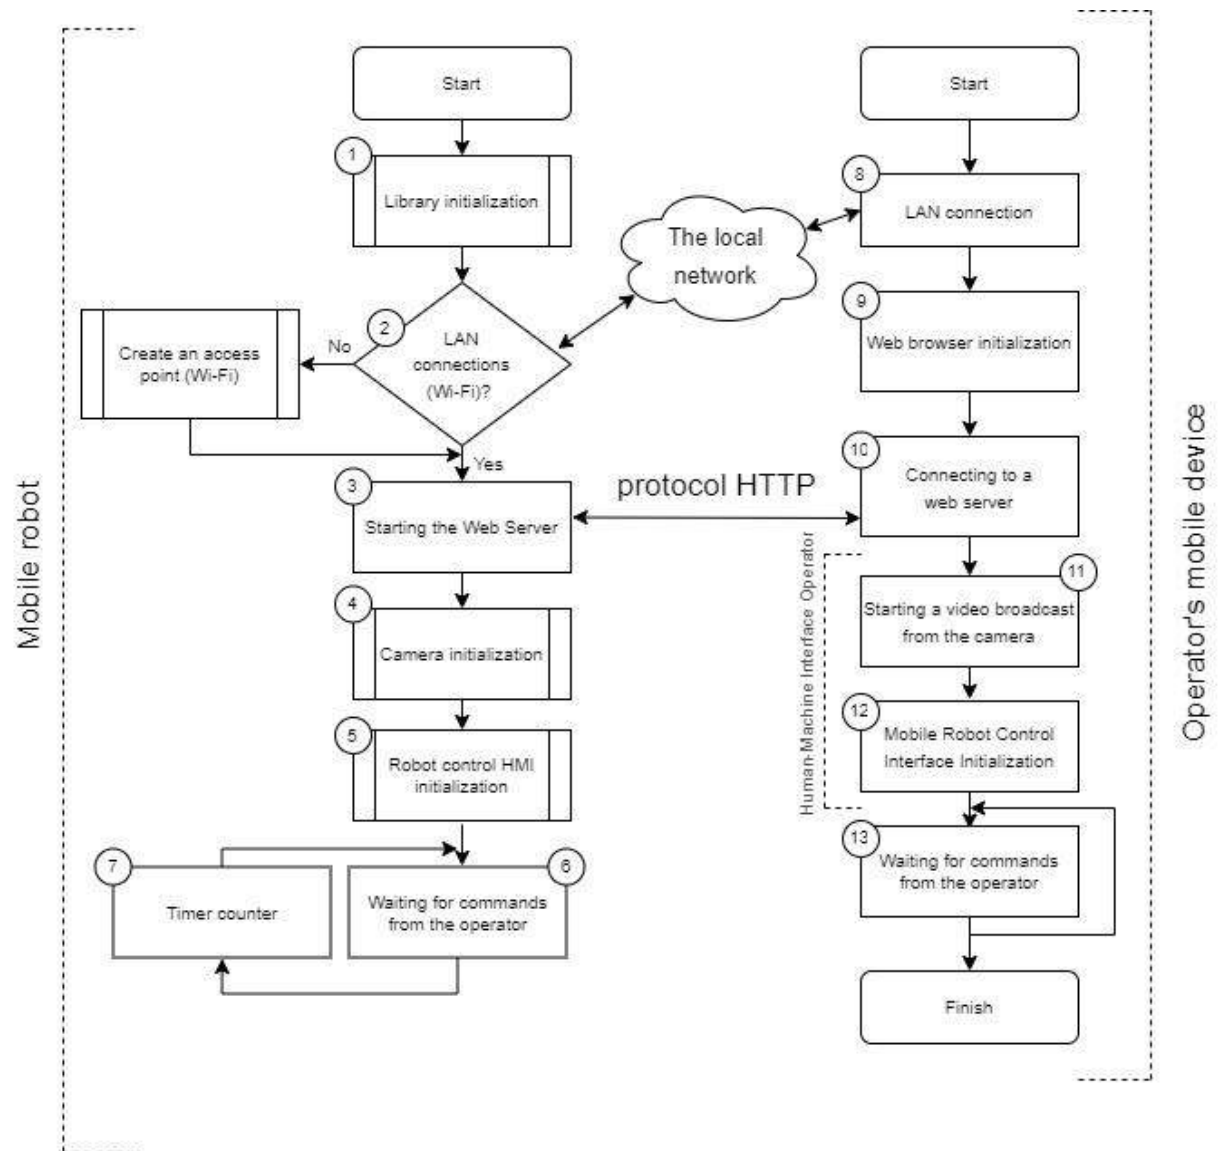 Mobile robot
Start
1
Library initialization
2
LAN
connections
(Wi-Fi)?
No
Create an access
point (Wi-Fi)
Yes
3
Starting the Web Server
4
Camera initialization
5
Robot control HMI
initialization
6
Waiting for commands
from the operator
7
Timer counter
The local
network
protocol HTTP
Start
8
LAN connection
9
Web browser initialization
10
Connecting to a
web server
Human-Machine Interface Operator
11
Starting a video broadcast
from the camera
12
Mobile Robot Control
Interface Initialization
13
Waiting for commands
from the operator
Finish
Operator's mobile device